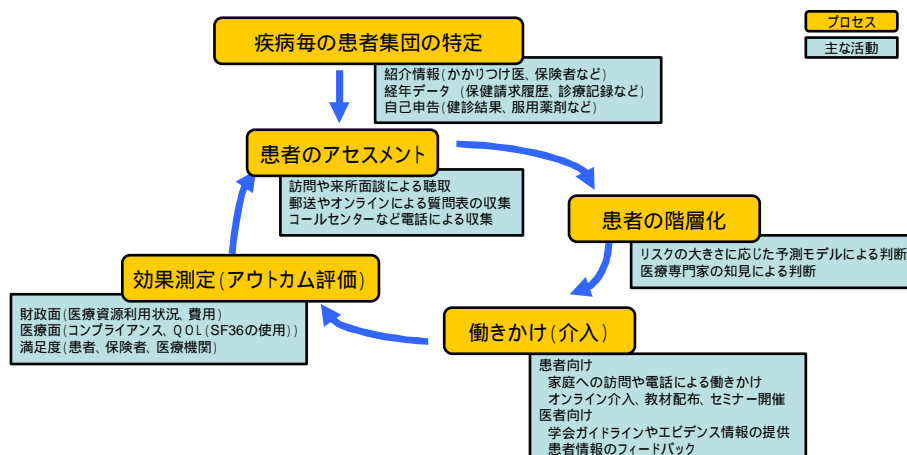 プロセス
主な活動
疾病毎の患者集団の特定
紹介情報(かかりつけ医、保険者など)
経年データ (保健請求履歴、診療記録など)
自己申告(健診結果、服用薬剤など)
患者のアセスメント
訪問や来所面談による聴取
郵送やオンラインによる質問表の収集
コールセンターなど電話による収集
患者の階層化
リスクの大きさに応じた予測モデルによる判断
医療専門家の知見による判断
働きかけ(介入)
患者向け
家庭への訪問や電話による働きかけ
オンライン介入、教材配布、セミナー開催
医者向け
学会ガイドラインやエビデンス情報の提供
患者情報のフィードバック
効果測定(アウトカム評価)
財政面(医療資源利用状況、費用)
医療面(コンプライアンス、QOL(SF36の使用))
満足度(患者、保険者、医療機関)